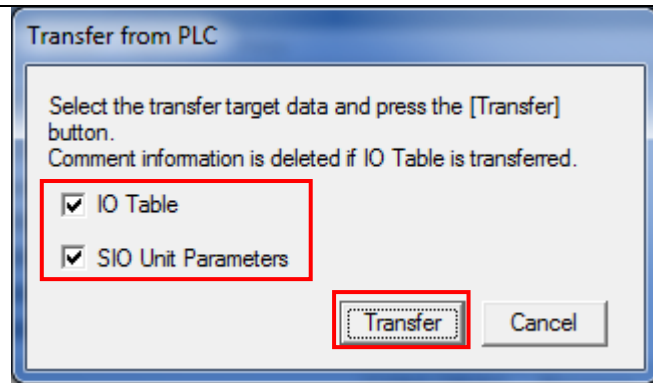 Transfer from PLC
Select the transfer target data and press the [Transfer]
button.
Comment information is deleted if IO Table is transferred.
IO Table
SIO Unit Parameters
Transfer
Cancel